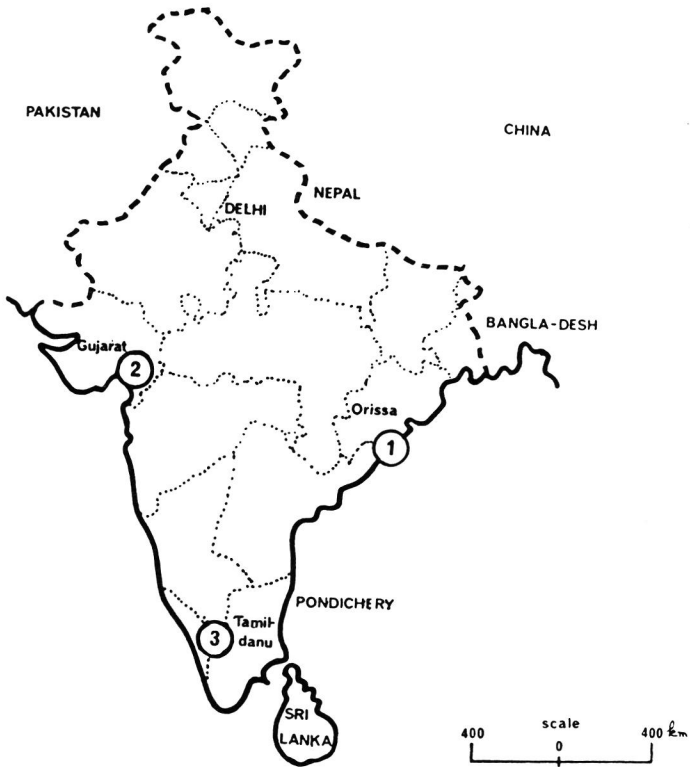 PAKISTAN
CHINA
NEPAL
DELHI
BANGLA-DESH
Gujarat
2
Orissa
1
PONDICHERY
Tamil-
danu
3
SRI
LANKA
scale
400
0
400 km